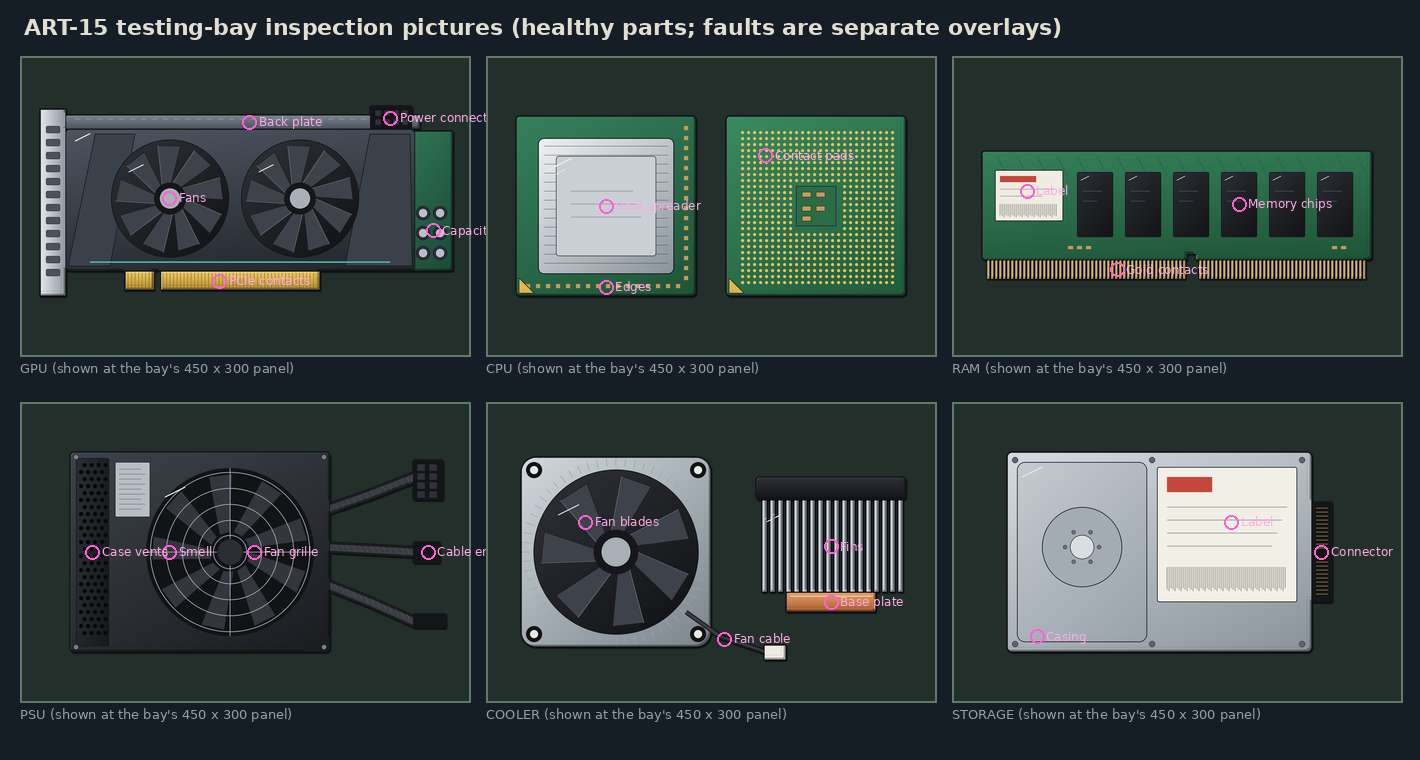 ART-15 testing-bay inspection pictures (healthy parts; faults are separate overlays)
Back plate
Power connect
Fans
Capacit
PCIe contacts
GPU (shown at the bay's 450 x 300 panel)
Contact pads
spreader
Edges
CPU (shown at the bay's 450 x 300 panel)
Label
Memory chips
Gold contacts
RAM (shown at the bay's 450 x 300 panel)
Case vents
Smell
Fan grille
Cable en
PSU (shown at the bay's 450 x 300 panel)
Fan blades
Fins
Base plate
Fan cable
COOLER (shown at the bay's 450 x 300 panel)
Label
Connector
Casing
STORAGE (shown at the bay's 450 x 300 panel)